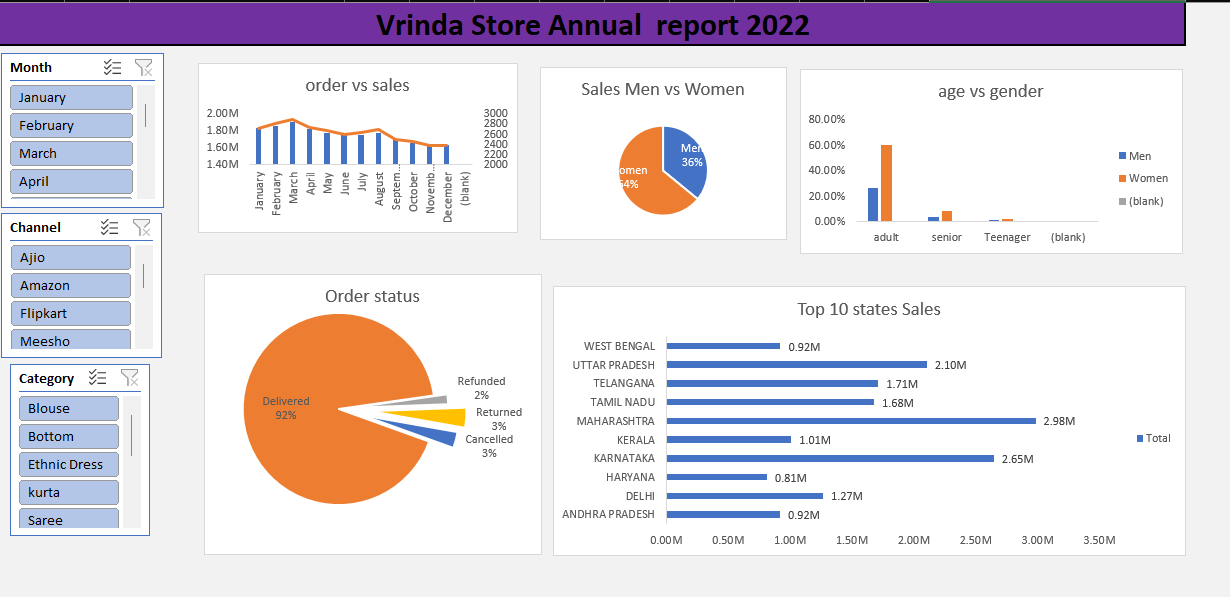 Vrinda Store Annual  report 2022
Month
January
February
March
April
Channel
Ajio
Amazon
Flipkart
Meesho
Category
Blouse
Bottom
Ethnic Dress
kurta
Saree
order vs sales
2.00M
1.80M
1.60M
1.40M
3000
2800
2600
2400
2200
2000
January
February
March
April
May
June
July
August
Septem...
October
Novemb...
December
(blank)
Sales Men vs Women
Men
36%
omen
64%
age vs gender
80.00%
60.00%
40.00%
20.00%
0.00%
adult
senior
Teenager
(blank)
Men
Women
(blank)
Order status
Delivered
92%
Refunded
2%
Returned
3%
Cancelled
3%
Top 10 states Sales
WEST BENGAL 0.92M
UTTAR PRADESH 2.10M
TELANGANA 1.71M
TAMIL NADU 1.68M
MAHARASHTRA 2.98M
KERALA 1.01M
KARNATAKA 2.65M
HARYANA 0.81M
DELHI 1.27M
ANDHRA PRADESH 0.92M
0.00M 0.50M 1.00M 1.50M 2.00M 2.50M 3.00M 3.50M
Total